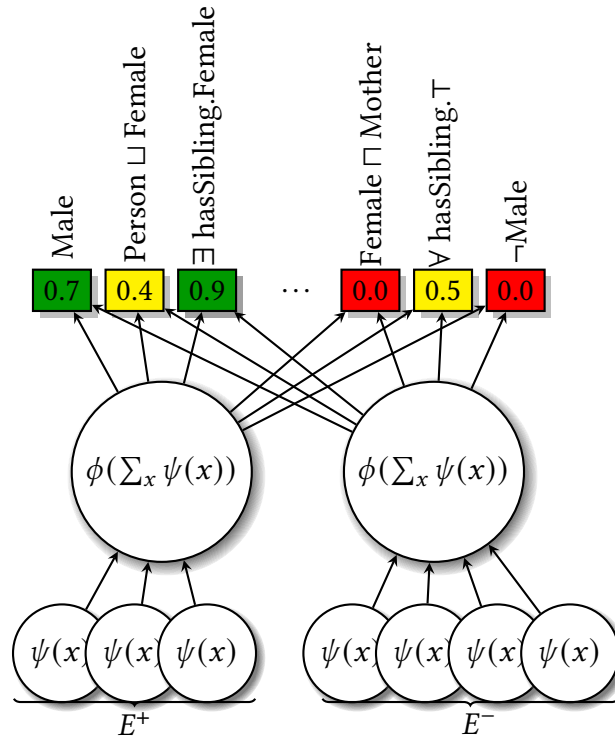 Male
Person ⊔ Female
∃ hasSibling.Female
Female ⊓ Mother
∀ hasSibling.⊤
¬Male
0.7 0.4 0.9 ⋯ 0.0 0.5 0.0
ϕ(∑ₓ ψ(x)) ϕ(∑ₓ ψ(x))
ψ(x) ψ(x) ψ(x) ψ(x) ψ(x) ψ(x) ψ(x)
E⁺ E⁻